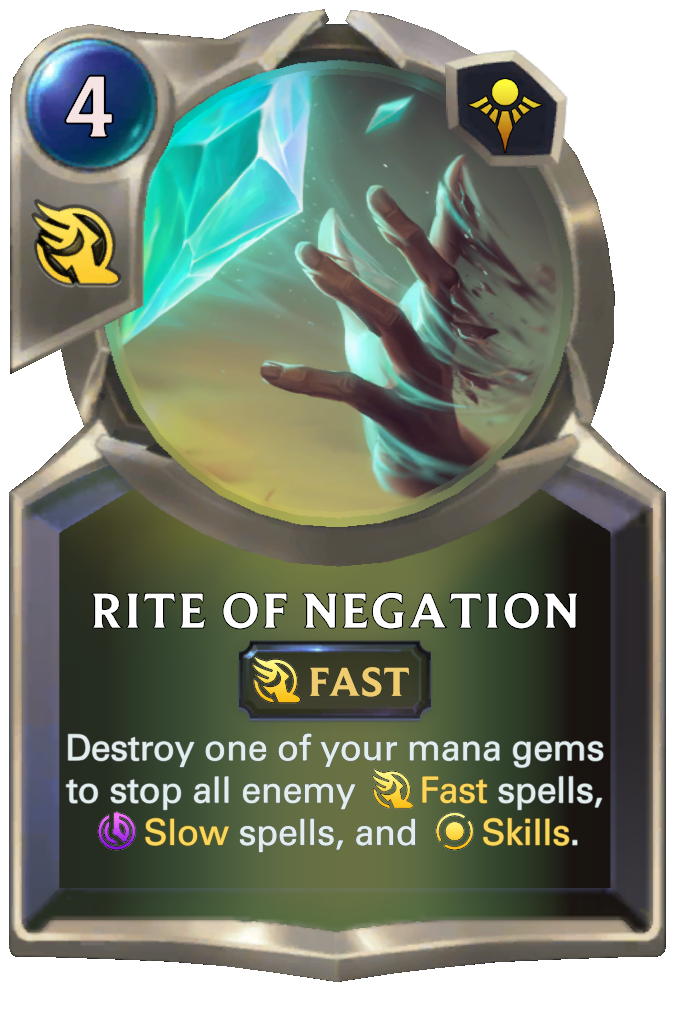 4
RITE OF NEGATION
FAST
Destroy one of your mana gems
to stop all enemy Fast spells,
Slow spells, and Skills.